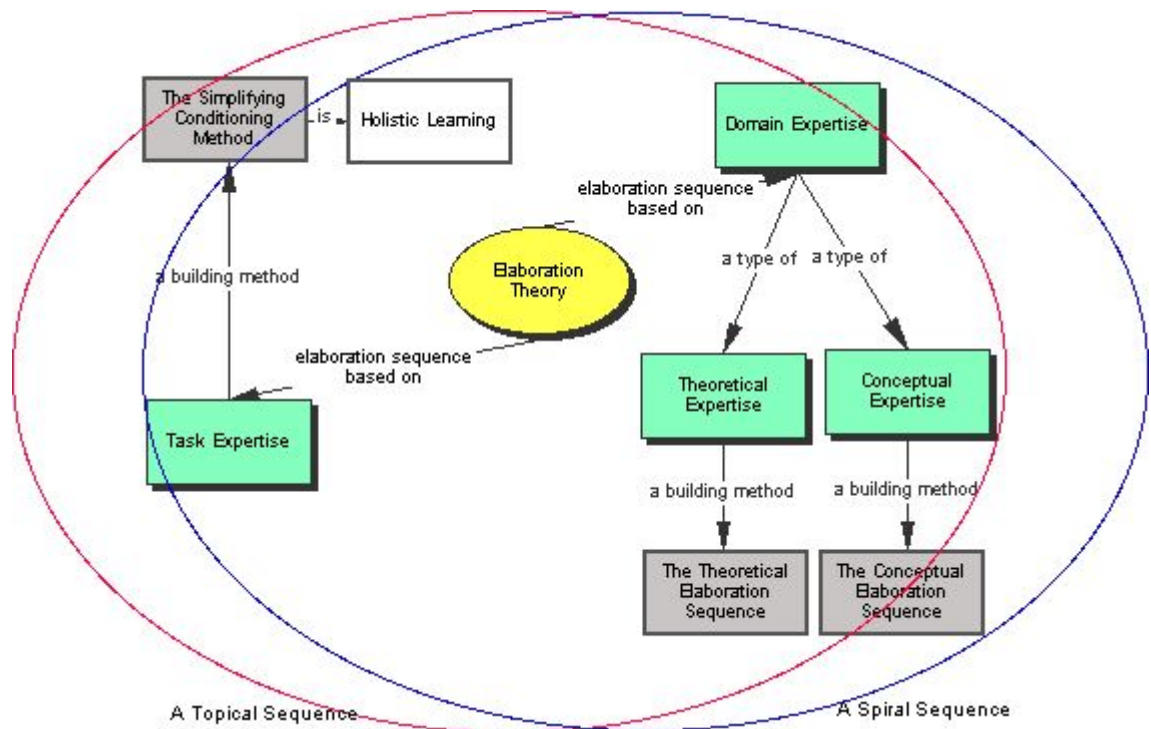 The Simplifying
Conditioning
Method
is
Holistic Learning
Domain Expertise
elaboration sequence
based on
Elaboration
Theory
a type of
a type of
a building method
elaboration sequence
based on
Task Expertise
Theoretical
Expertise
Conceptual
Expertise
a building method
a building method
The Theoretical
Elaboration
Sequence
The Conceptual
Elaboration
Sequence
A Topical Sequence
A Spiral Sequence